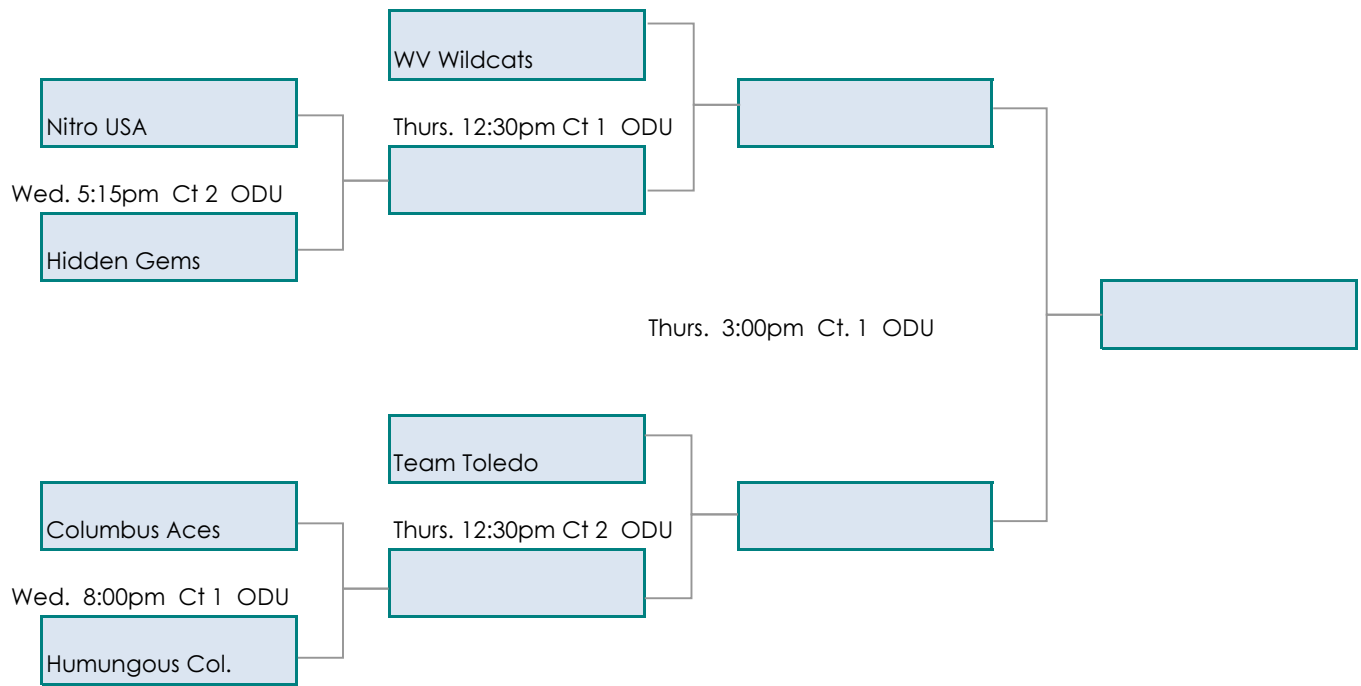 WV Wildcats
Nitro USA
Thurs. 12:30pm Ct 1 ODU
Wed. 5:15pm Ct 2 ODU
Hidden Gems
Thurs. 3:00pm Ct. 1 ODU
Team Toledo
Columbus Aces
Thurs. 12:30pm Ct 2 ODU
Wed. 8:00pm Ct 1 ODU
Humungous Col.